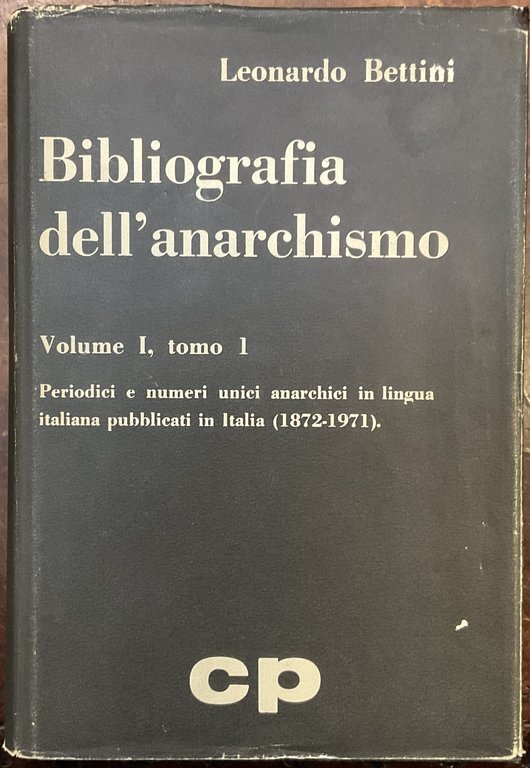 Leonardo Bettini
Bibliografia
dell'anarchismo
Volume I, tomo 1
Periodici e numeri unici anarchici in lingua
italiana pubblicati in Italia (1872-1971).
cp